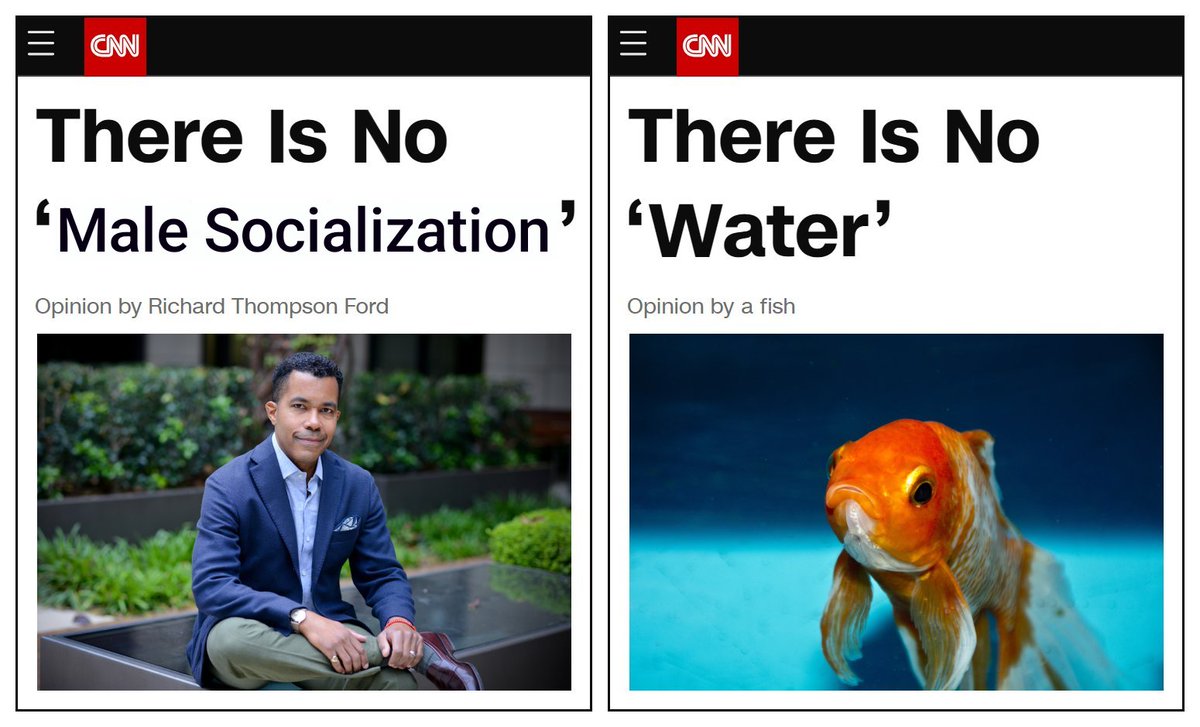 CNN
There Is No
‘Male Socialization’
Opinion by Richard Thompson Ford
CNN
There Is No
‘Water’
Opinion by a fish